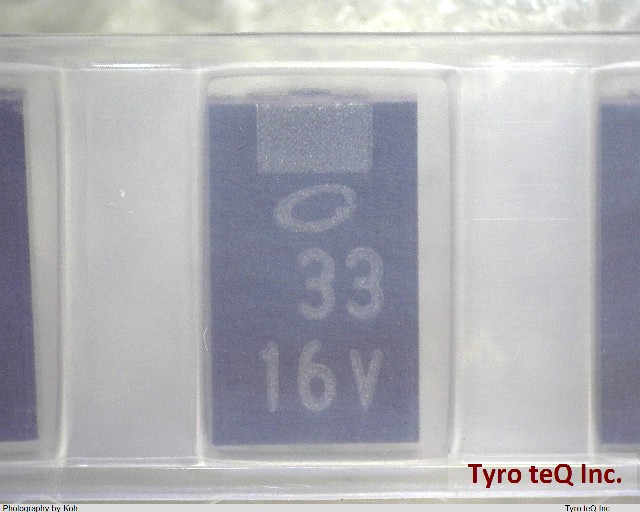 33
16V
Tyro teQ Inc.
Photography by Koh
Tyro teQ Inc.